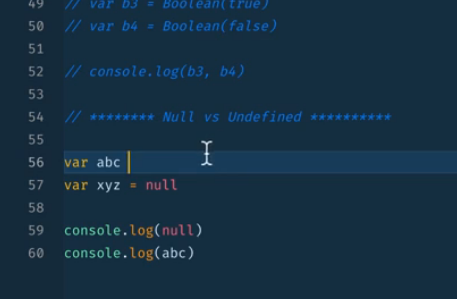 49 // var b3 = Boolean(true)
50 // var b4 = Boolean(false)
51
52 // console.log(b3, b4)
53
54 // ******** Null vs Undefined **********
55
56 var abc
57 var xyz = null
58
59 console.log(null)
60 console.log(abc)